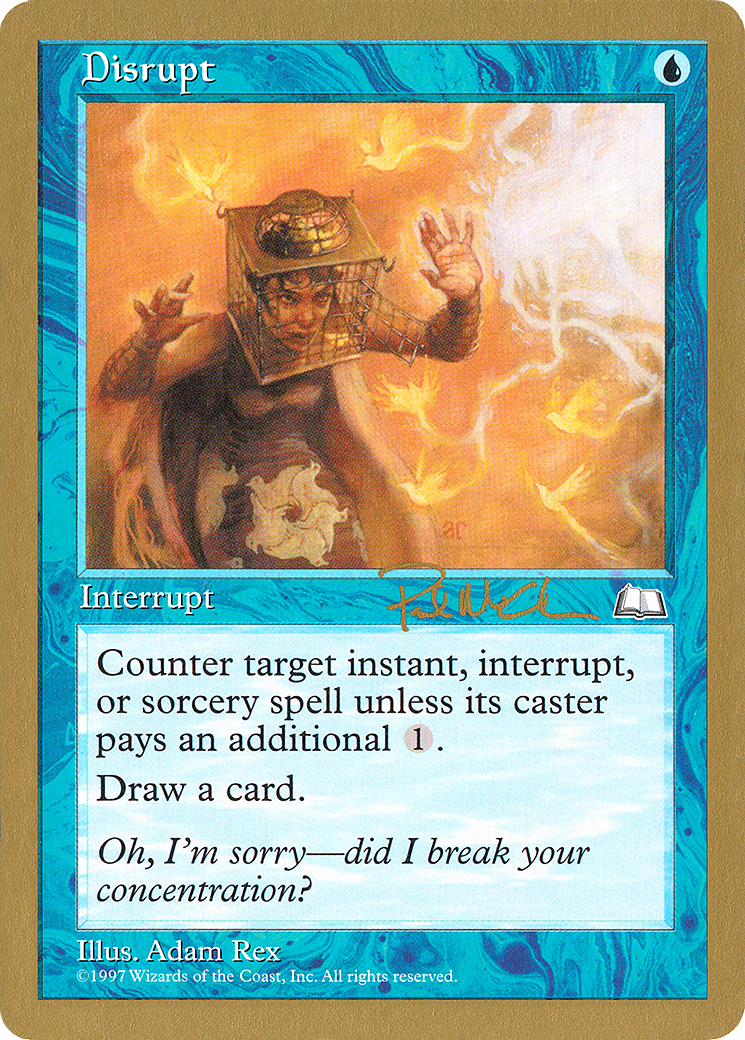 Disrupt
Interrupt
Counter target instant, interrupt,
or sorcery spell unless its caster
pays an additional 1.
Draw a card.
Oh, I'm sorry—did I break your
concentration?
Illus. Adam Rex
©1997 Wizards of the Coast, Inc. All rights reserved.